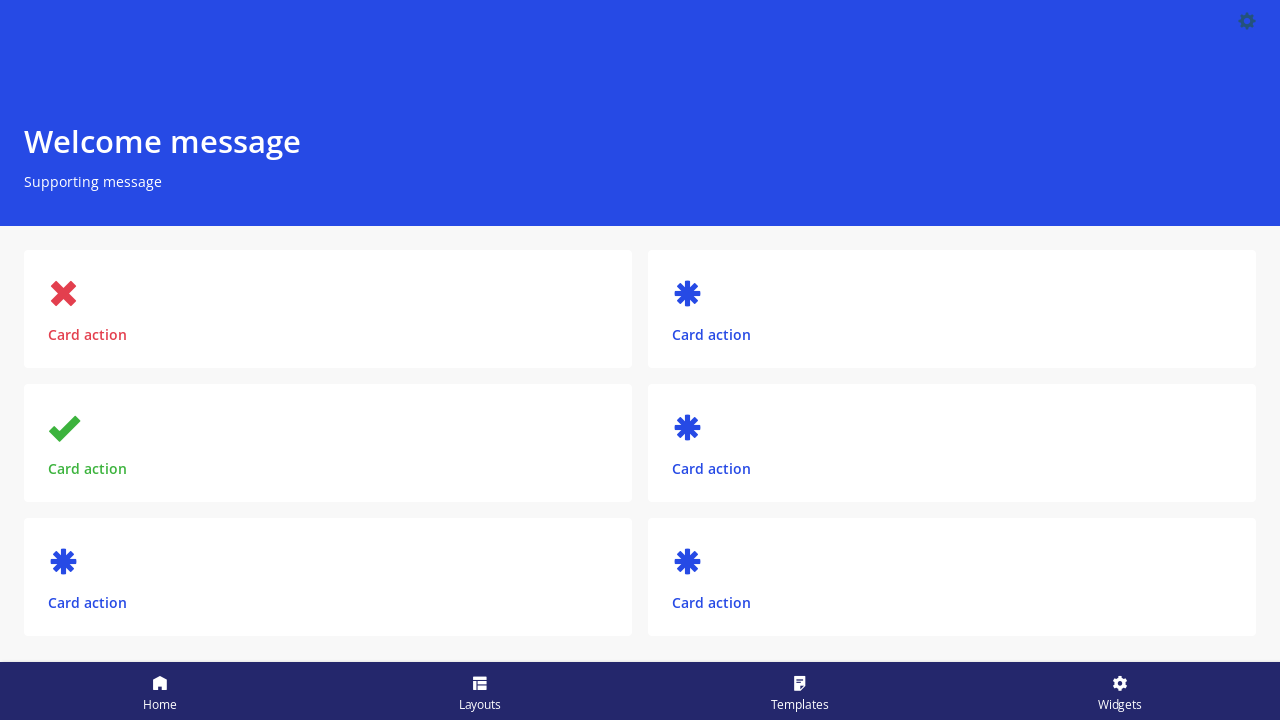 Welcome message
Supporting message
Card action
Card action
Card action
Card action
Card action
Card action
Home
Layouts
Templates
Widgets